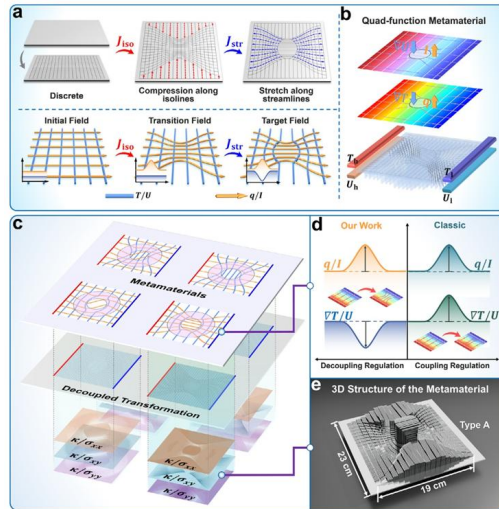 a
J_iso
J_str
Discrete
Compression along
isolines
Stretch along
streamlines
Initial Field
Transition Field
Target Field
J_iso
J_str
T/U
q/I
b
Quad-function Metamaterial
∇U
I
∇T
T_h
U_h
T_l
U_l
c
Metamaterials
Decoupled Transformation
κ/σ_xx
κ/σ_xy
κ/σ_yy
κ/σ_xx
κ/σ_xy
κ/σ_yy
d
Our Work
Classic
q/I
q/I
∇T/U
∇T/U
Decoupling Regulation
Coupling Regulation
e
3D Structure of the Metamaterial
Type A
23 cm
19 cm